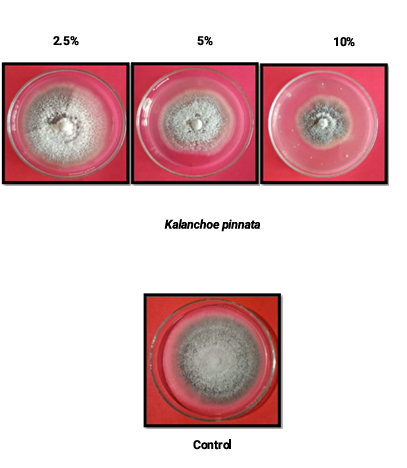 2.5% 5% 10%
Kalanchoe pinnata
Control